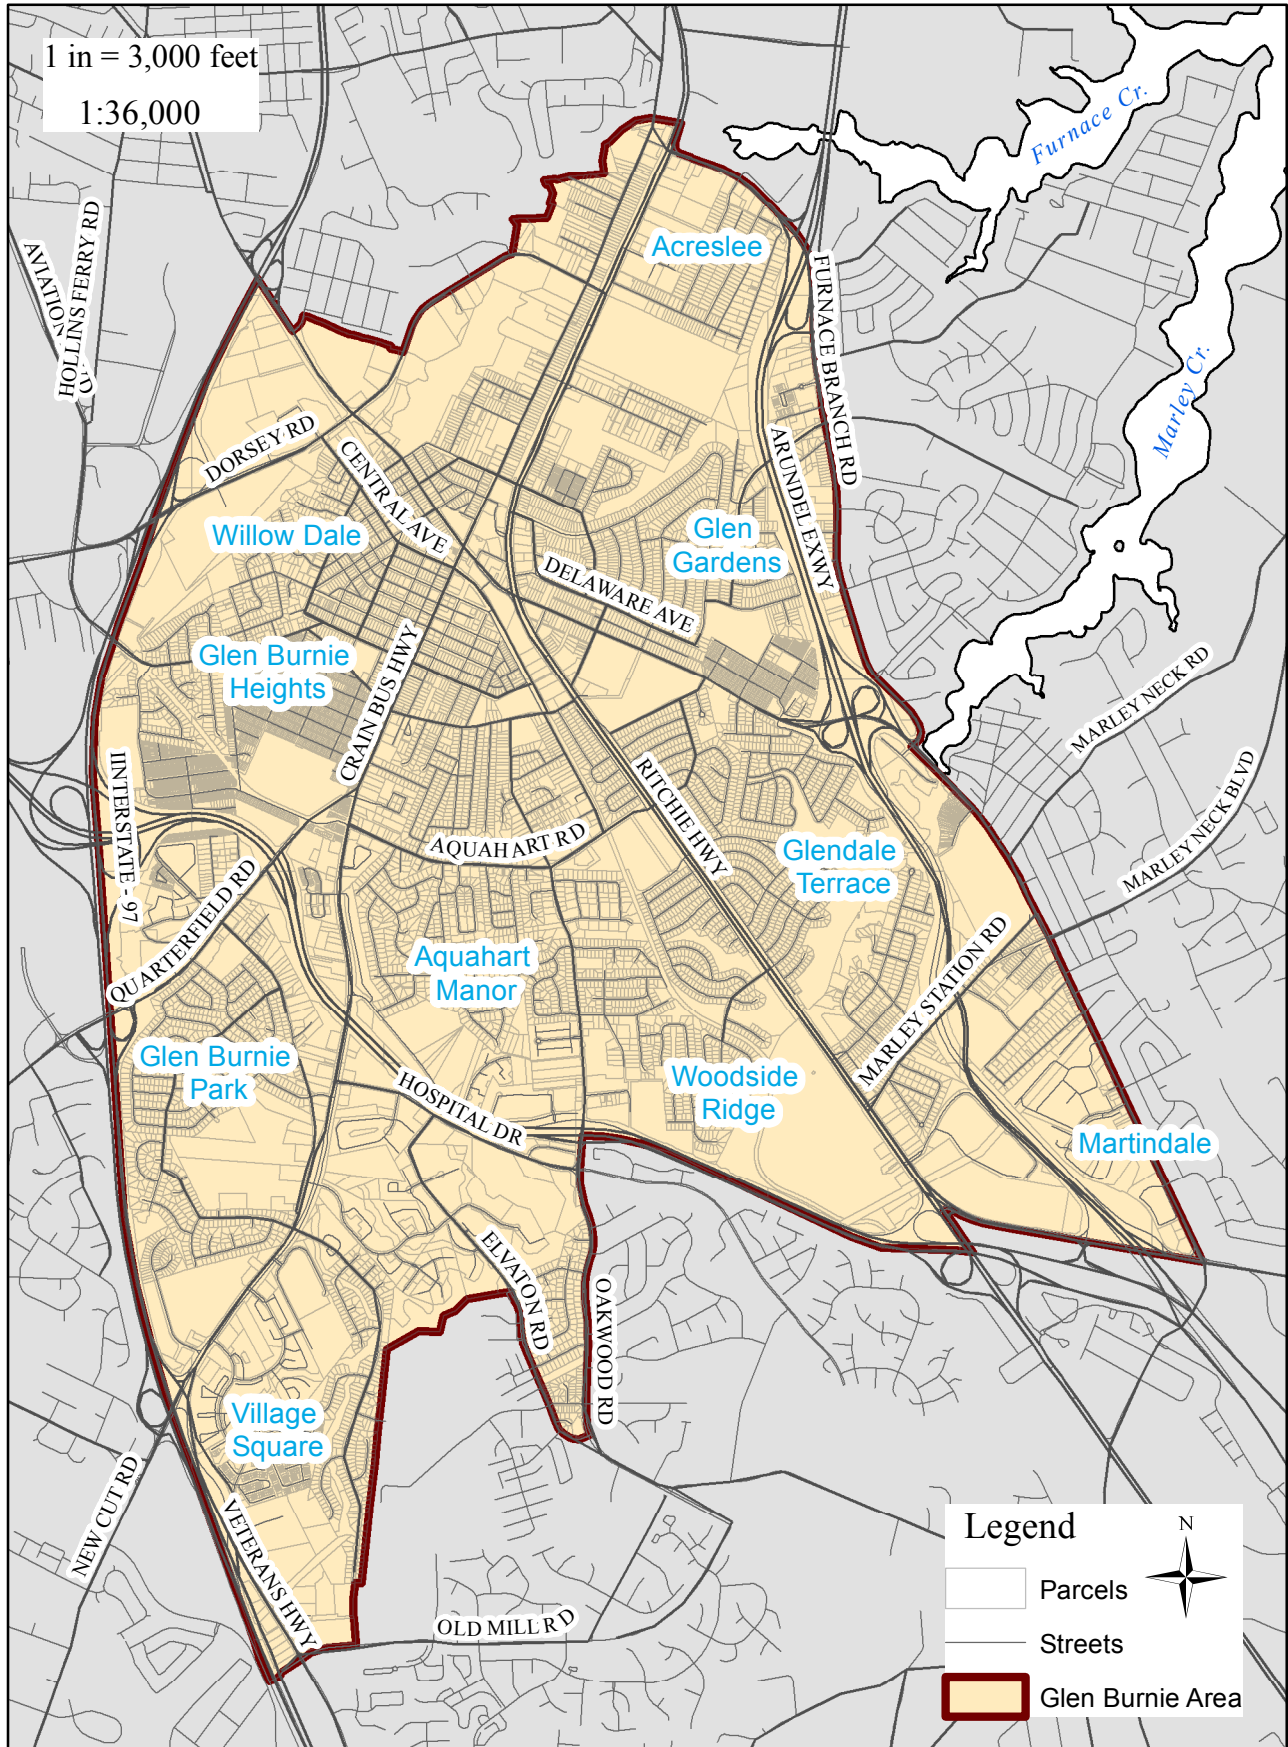 1 in = 3,000 feet
1:36,000
Furnace Cr.
Marley Cr.
HOLLINS FERRY RD
AVIATION
Acreslee
FURNACE BRANCH RD
DORSEY RD
CENTRAL AVE
ARUNDEL EXWY
Willow Dale
Glen
Gardens
DELAWARE AVE
Glen Burnie
Heights
CRAIN BUS HWY
MARLEY NECK RD
IINTERSTATE - 97
RITCHIE HWY
MARLEY NECK BLVD
AQUAHART RD
Glendale
Terrace
QUARTERFIELD RD
Aquahart
Manor
MARLEY STATION RD
Glen Burnie
Park
HOSPITAL DR
Woodside
Ridge
Martindale
ELVATON RD
OAKWOOD RD
Village
Square
NEW CUT RD
VETERANS HWY
OLD MILL RD
Legend
N
Parcels
Streets
Glen Burnie Area